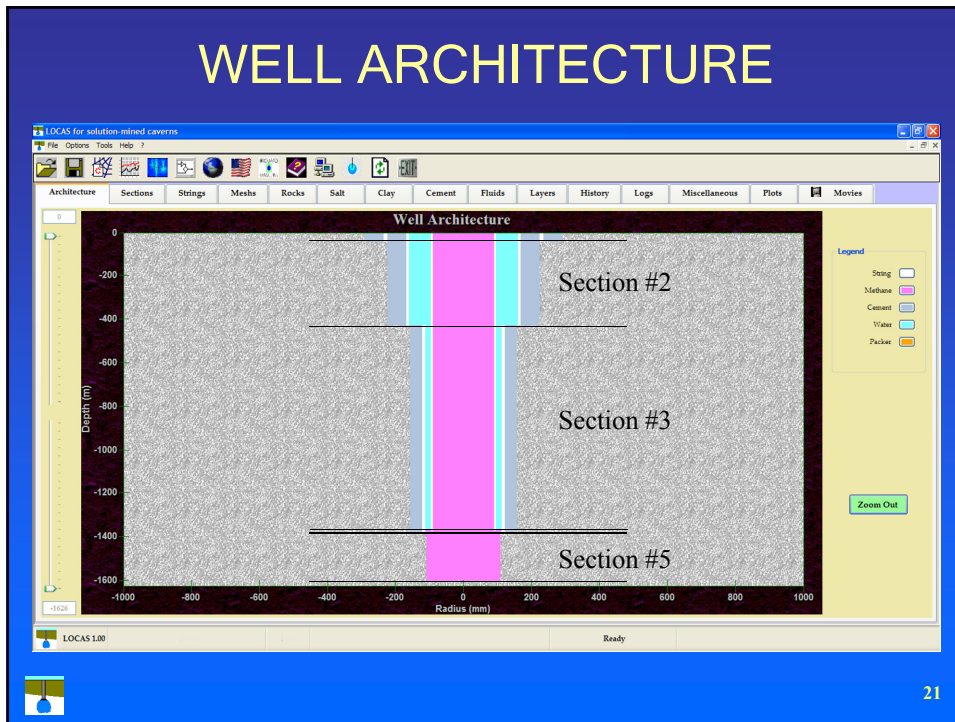 WELL ARCHITECTURE
LOCAS for solution-mined caverns
File Options Tools Help ?
EXIT
Architecture Sections Strings Meshs Rocks Salt Clay Cement Fluids Layers History Logs Miscellaneous Plots Movies
0
Well Architecture
0
-200
-400
-600
-800
-1000
-1200
-1400
-1600
Depth (m)
Section #2
Section #3
Section #5
-1000 -800 -600 -400 -200 0 200 400 600 800 1000
Radius (mm)
-1626
Legend
String
Methane
Cement
Water
Packer
Zoom Out
LOCAS 1.00 Ready
21